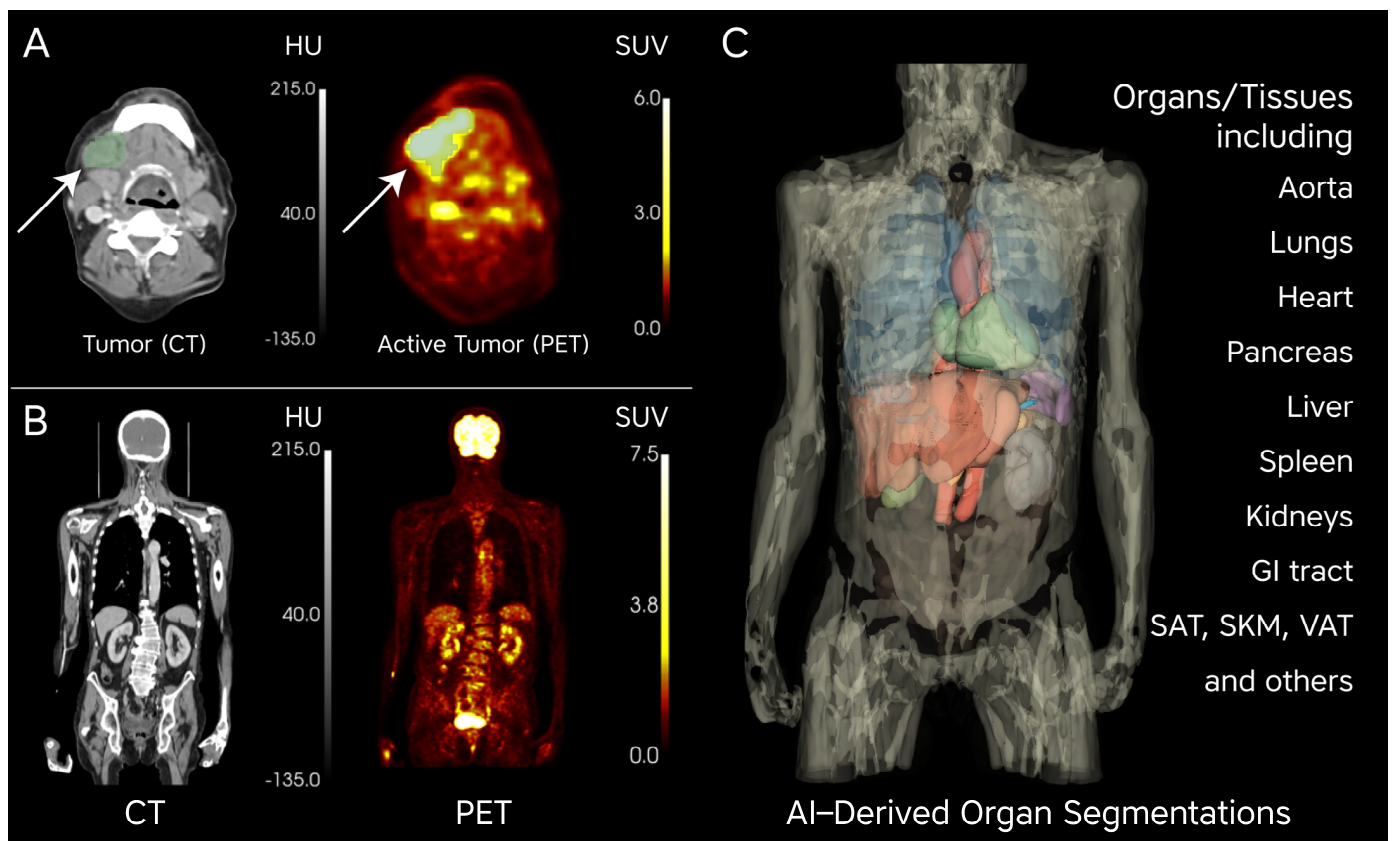 A
HU
215.0
40.0
-135.0
Tumor (CT)
SUV
6.0
3.0
0.0
Active Tumor (PET)
B
HU
215.0
40.0
-135.0
CT
SUV
7.5
3.8
0.0
PET
C
Organs/Tissues
including
Aorta
Lungs
Heart
Pancreas
Liver
Spleen
Kidneys
GI tract
SAT, SKM, VAT
and others
AI–Derived Organ Segmentations